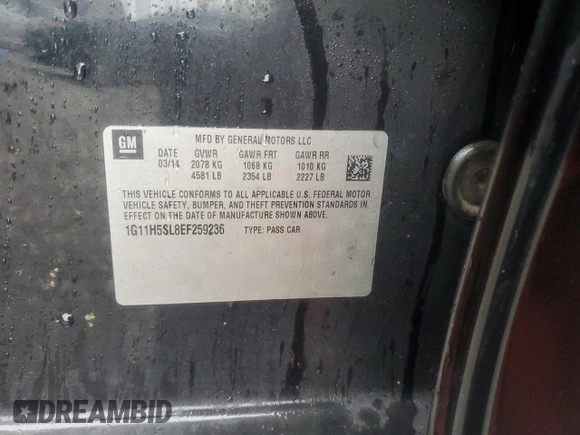 GM
MFD BY GENERAL MOTORS LLC
DATE GVWR GAWR FRT GAWR RR
03/14 2078 KG 1068 KG 1010 KG
4581 LB 2354 LB 2227 LB
THIS VEHICLE CONFORMS TO ALL APPLICABLE U.S. FEDERAL MOTOR
VEHICLE SAFETY, BUMPER, AND THEFT PREVENTION STANDARDS IN
EFFECT ON THE DATE OF MANUFACTURE SHOWN ABOVE.
1G11H5SL8EF259236 TYPE: PASS CAR
DREAMBID